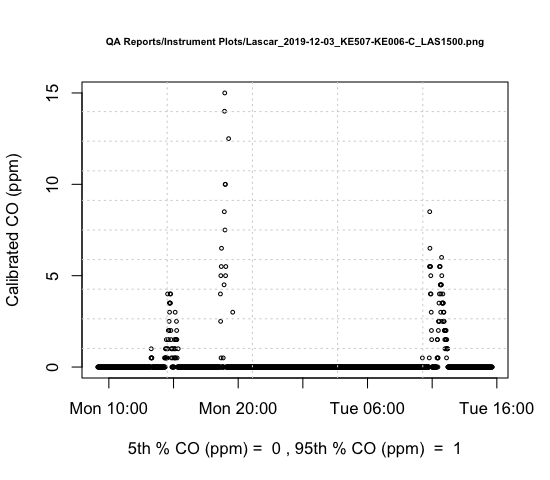 QA Reports/Instrument Plots/Lascar_2019-12-03_KE507-KE006-C_LAS1500.png
15
10
5
0
Calibrated CO (ppm)
Mon 10:00 Mon 20:00 Tue 06:00 Tue 16:00
5th % CO (ppm) = 0 , 95th % CO (ppm) = 1